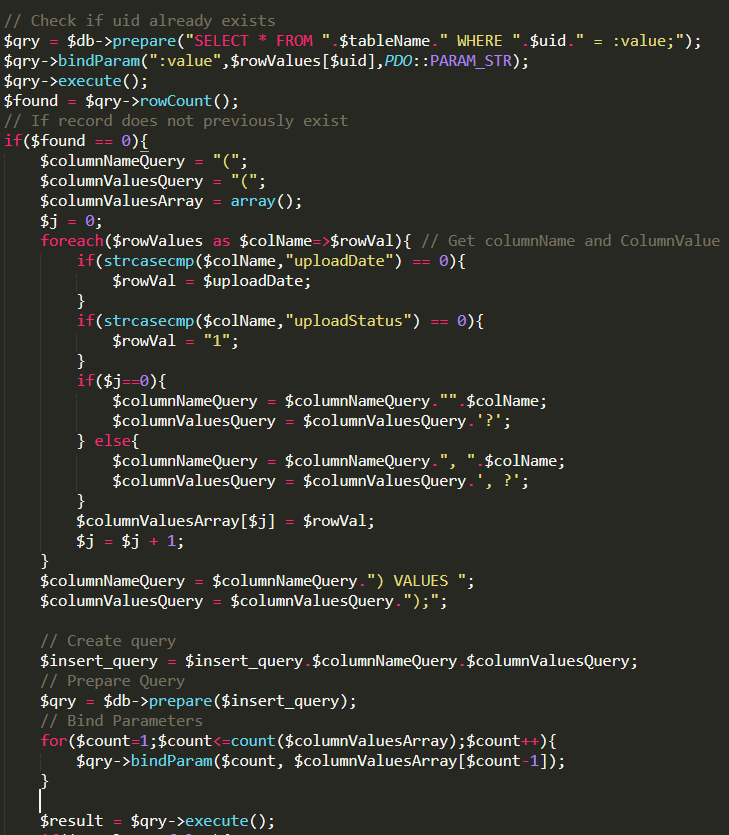 // Check if uid already exists
$qry = $db->prepare("SELECT * FROM ".$tableName." WHERE ".$uid." = :value;");
$qry->bindParam(":value",$rowValues[$uid],PDO::PARAM_STR);
$qry->execute();
$found = $qry->rowCount();
// If record does not previously exist
if($found == 0){
    $columnNameQuery = "(";
    $columnValuesQuery = "(";
    $columnValuesArray = array();
    $j = 0;
    foreach($rowValues as $colName=>$rowVal){ // Get columnName and ColumnValue
        if(strcasecmp($colName,"uploadDate") == 0){
            $rowVal = $uploadDate;
        }
        if(strcasecmp($colName,"uploadStatus") == 0){
            $rowVal = "1";
        }
        if($j==0){
            $columnNameQuery = $columnNameQuery."".$colName;
            $columnValuesQuery = $columnValuesQuery.'?';
        } else{
            $columnNameQuery = $columnNameQuery.", ".$colName;
            $columnValuesQuery = $columnValuesQuery.', ?';
        }
        $columnValuesArray[$j] = $rowVal;
        $j = $j + 1;
    }
    $columnNameQuery = $columnNameQuery.") VALUES ";
    $columnValuesQuery = $columnValuesQuery.");";
    // Create query
    $insert_query = $insert_query.$columnNameQuery.$columnValuesQuery;
    // Prepare Query
    $qry = $db->prepare($insert_query);
    // Bind Parameters
    for($count=1;$count<=count($columnValuesArray);$count++){
        $qry->bindParam($count, $columnValuesArray[$count-1]);
    }
    $result = $qry->execute();